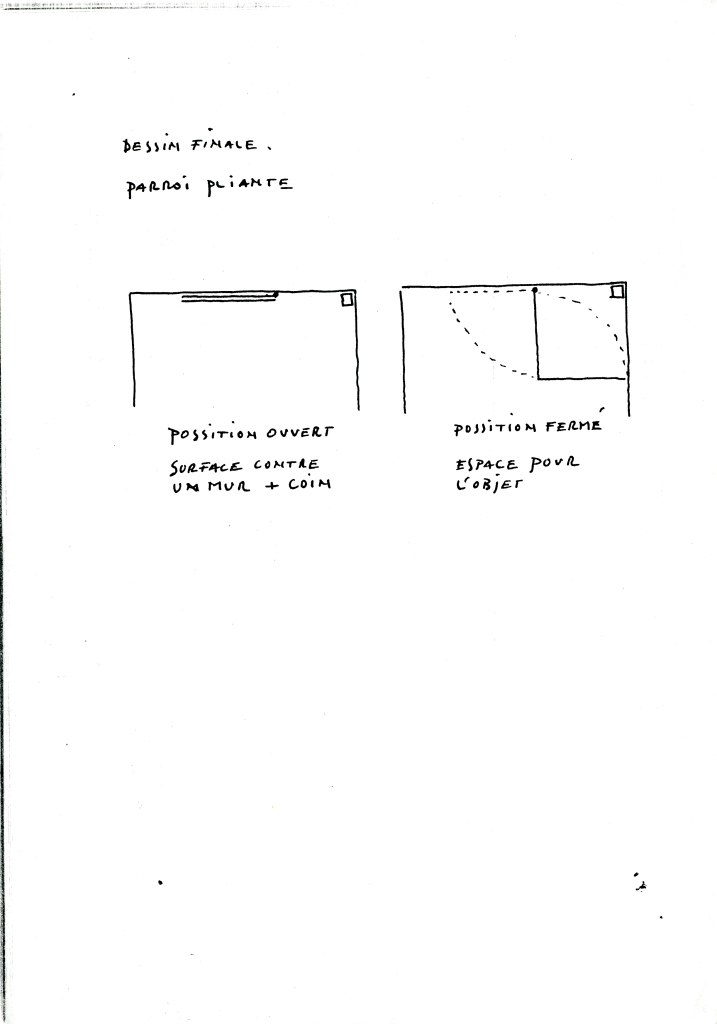 DESSIN FINALE.
PARROI PLIANTE
POSSITION OUVERT
SURFACE CONTRE
UN MUR + COIN
POSSITION FERMÉ
ESPACE POUR
L'OBJET